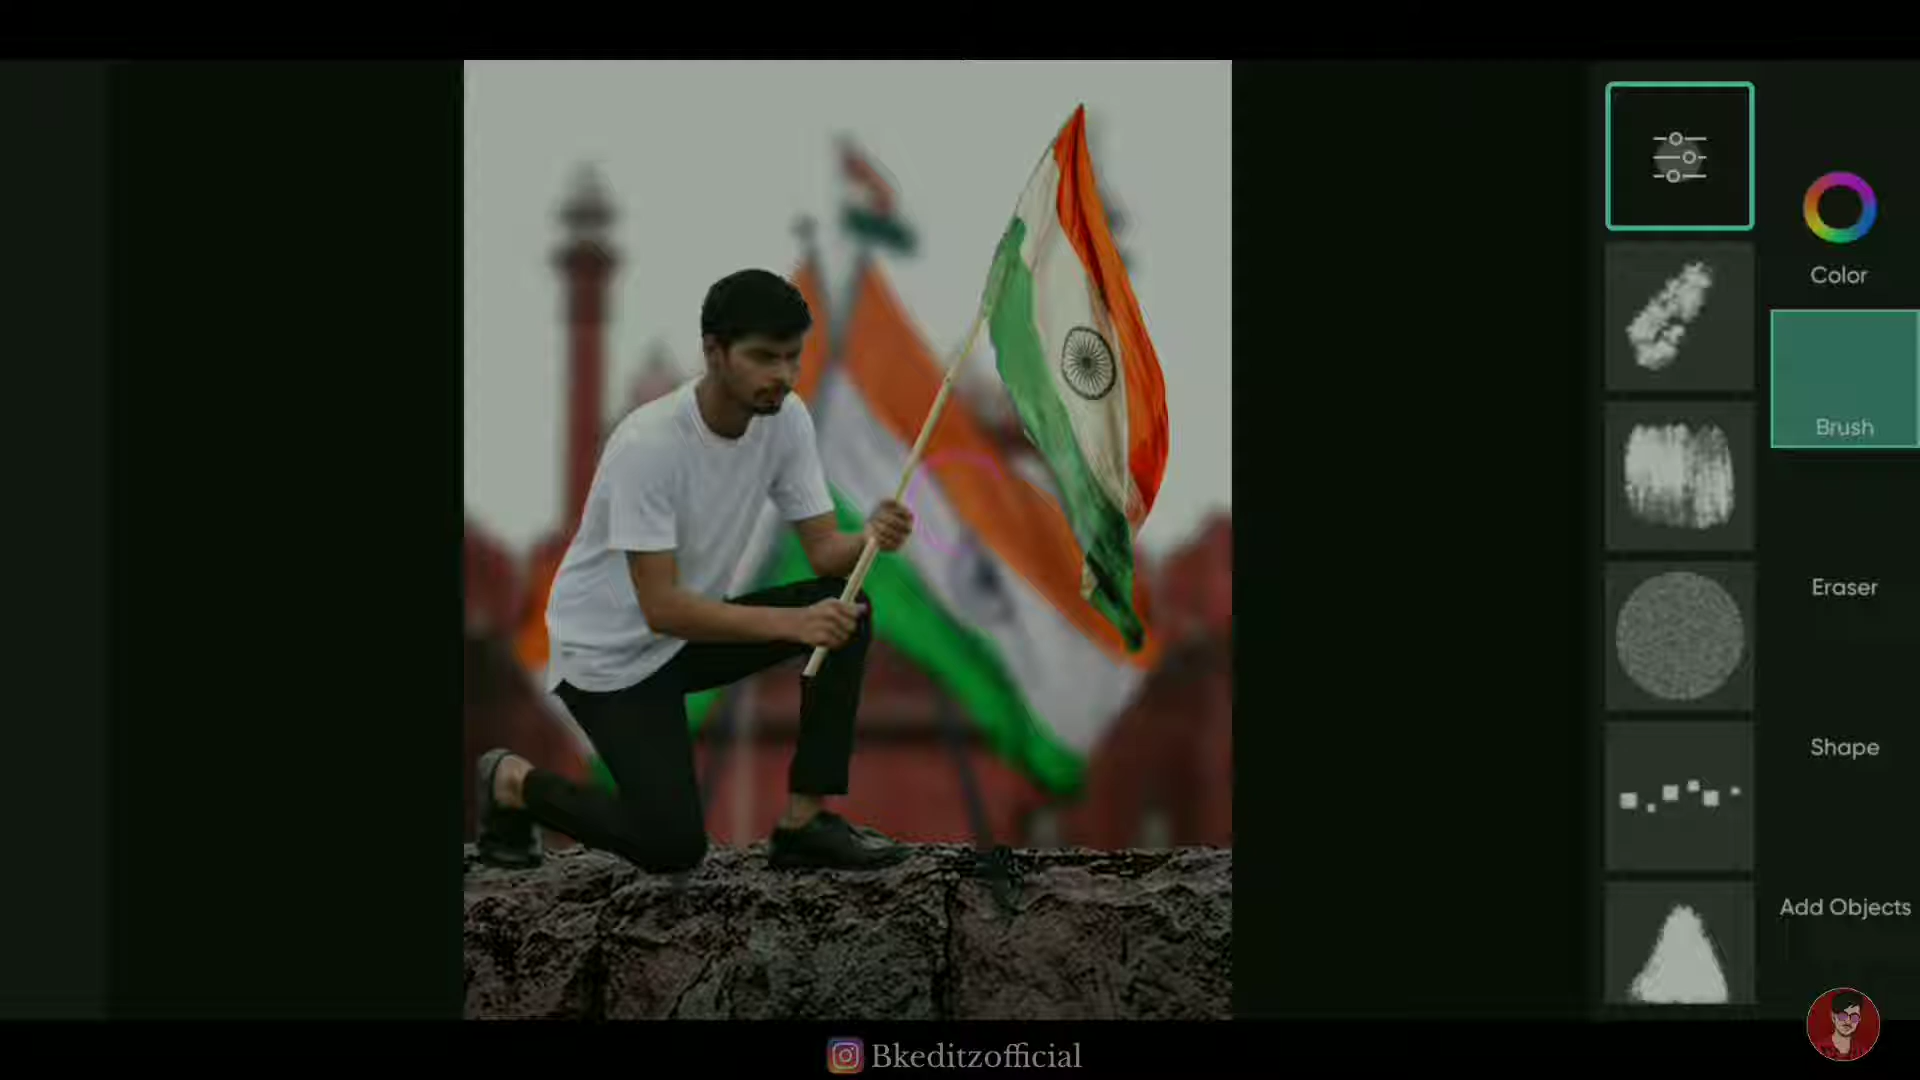 Color
Brush
Eraser
Shape
Add Objects
Bkeditzofficial